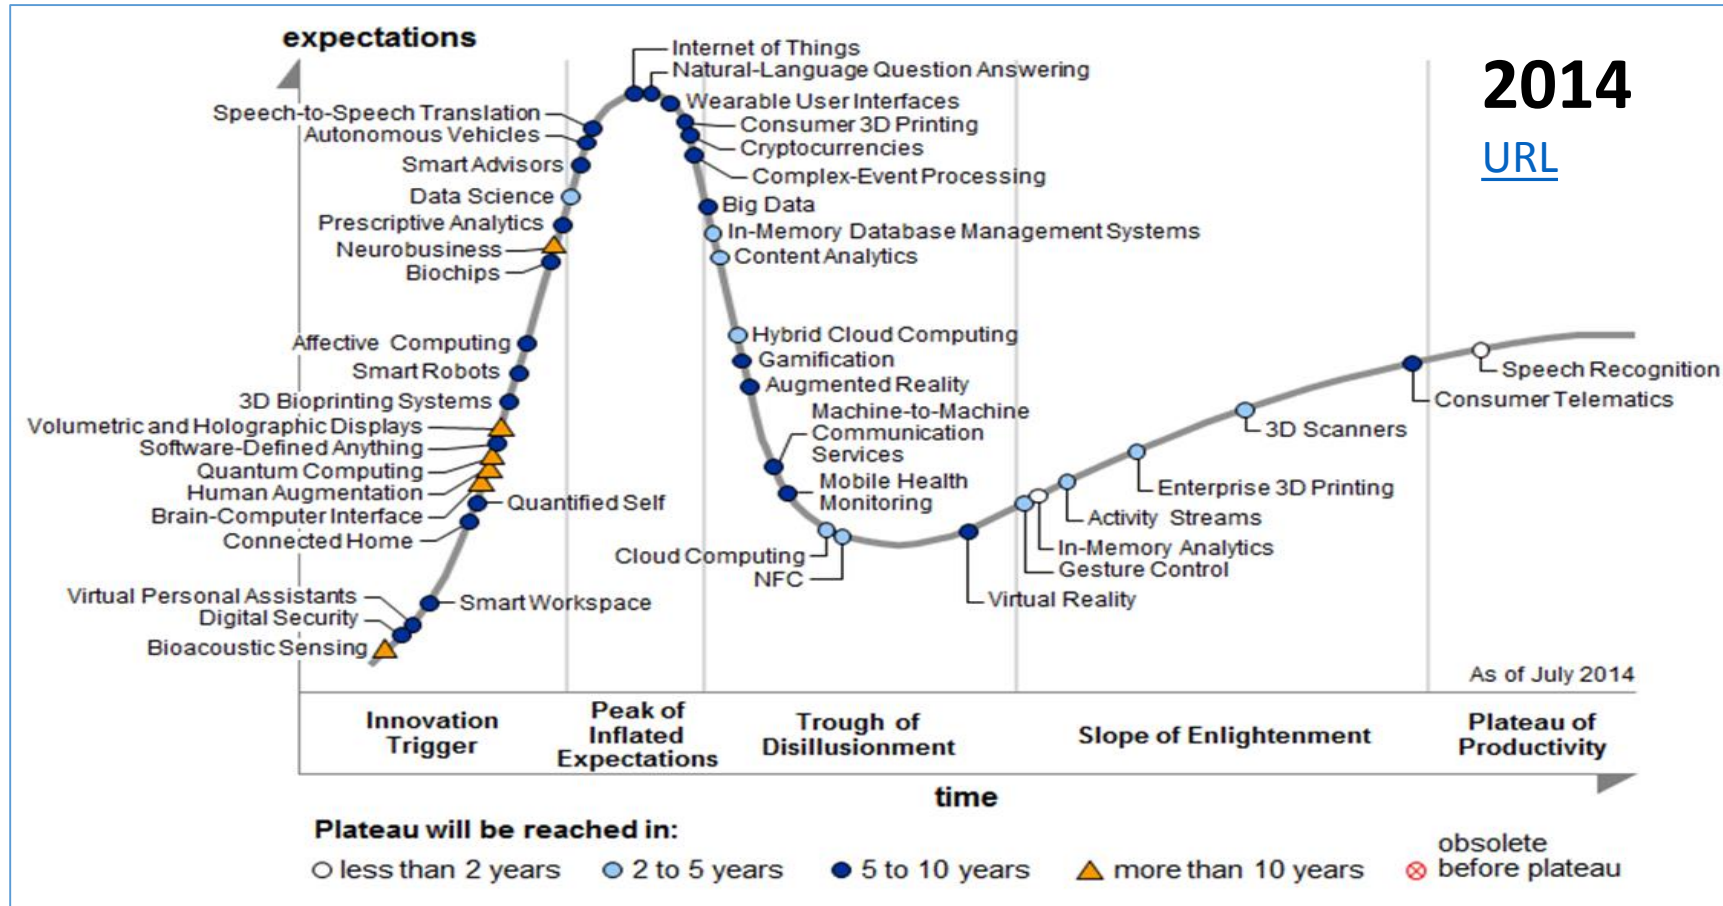 expectations
2014
URL
Internet of Things
Natural-Language Question Answering
Wearable User Interfaces
Consumer 3D Printing
Cryptocurrencies
Complex-Event Processing
Speech-to-Speech Translation
Autonomous Vehicles
Smart Advisors
Data Science
Prescriptive Analytics
Neurobusiness
Biochips
Big Data
In-Memory Database Management Systems
Content Analytics
Affective Computing
Smart Robots
3D Bioprinting Systems
Volumetric and Holographic Displays
Software-Defined Anything
Quantum Computing
Human Augmentation
Brain-Computer Interface
Connected Home
Quantified Self
Virtual Personal Assistants
Digital Security
Bioacoustic Sensing
Smart Workspace
Hybrid Cloud Computing
Gamification
Augmented Reality
Machine-to-Machine
Communication
Services
Mobile Health
Monitoring
Cloud Computing
NFC
Virtual Reality
Gesture Control
In-Memory Analytics
Activity Streams
Enterprise 3D Printing
3D Scanners
Consumer Telematics
Speech Recognition
As of July 2014
Innovation
Trigger
Peak of
Inflated
Expectations
Trough of
Disillusionment
Slope of Enlightenment
Plateau of
Productivity
time
Plateau will be reached in:
less than 2 years
2 to 5 years
5 to 10 years
more than 10 years
obsolete
before plateau